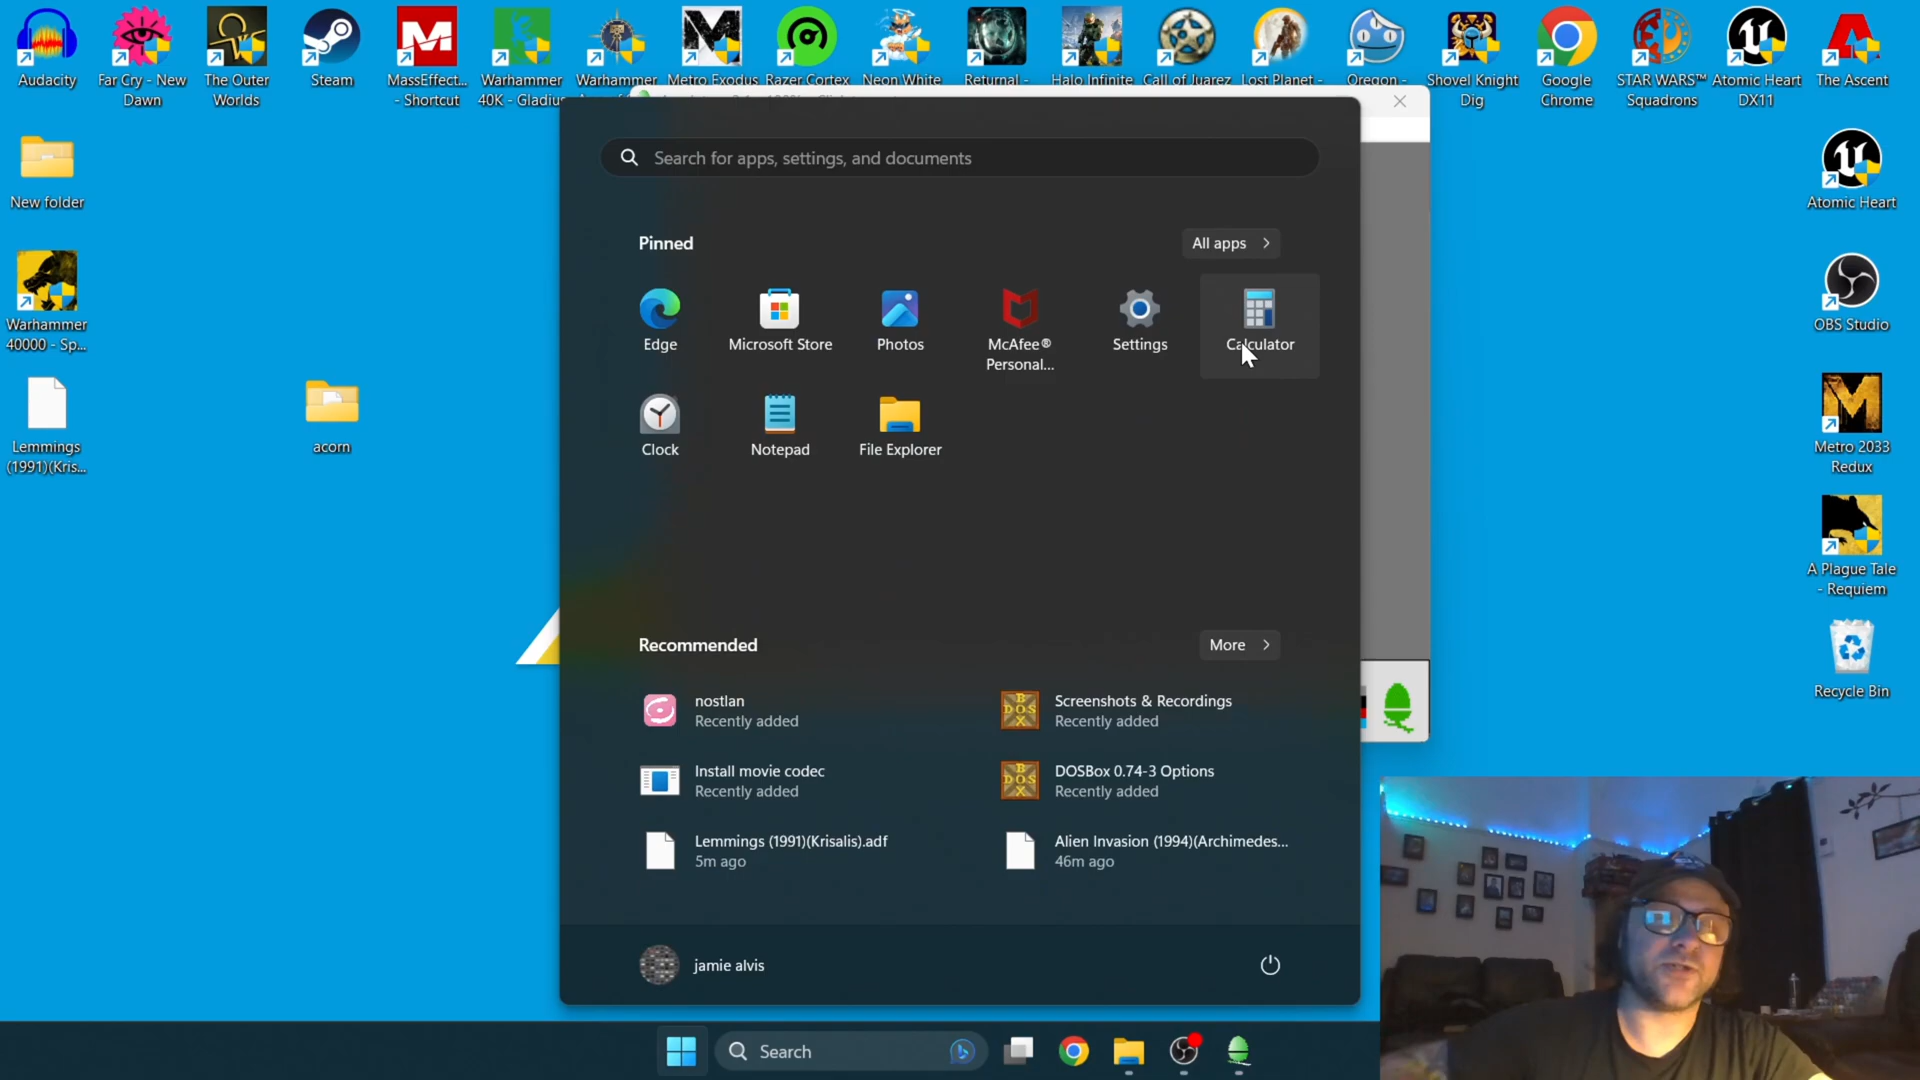 Audacity
Far Cry - New
Dawn
The Outer
Worlds
Steam
MassEffect...
- Shortcut
Warhammer
40K - Gladius
Warhammer
Metro Exodus
Razer Cortex
Neon White
Returnal -
Halo Infinite
Call of Juarez
Lost Planet -
Oregon -
Shovel Knight
Dig
Google
Chrome
STAR WARS™
Squadrons
Atomic Heart
DX11
The Ascent
New folder
Warhammer
40000 - Sp...
Lemmings
(1991)(Kris...
acorn
Atomic Heart
OBS Studio
Metro 2033
Redux
A Plague Tale
- Requiem
Recycle Bin
Search for apps, settings, and documents
Pinned
All apps >
Edge
Microsoft Store
Photos
McAfee®
Personal...
Settings
Calculator
Clock
Notepad
File Explorer
Recommended
More >
nostlan
Recently added
Screenshots & Recordings
Recently added
Install movie codec
Recently added
DOSBox 0.74-3 Options
Recently added
Lemmings (1991)(Krisalis).adf
5m ago
Alien Invasion (1994)(Archimedes...
46m ago
jamie alvis
Search